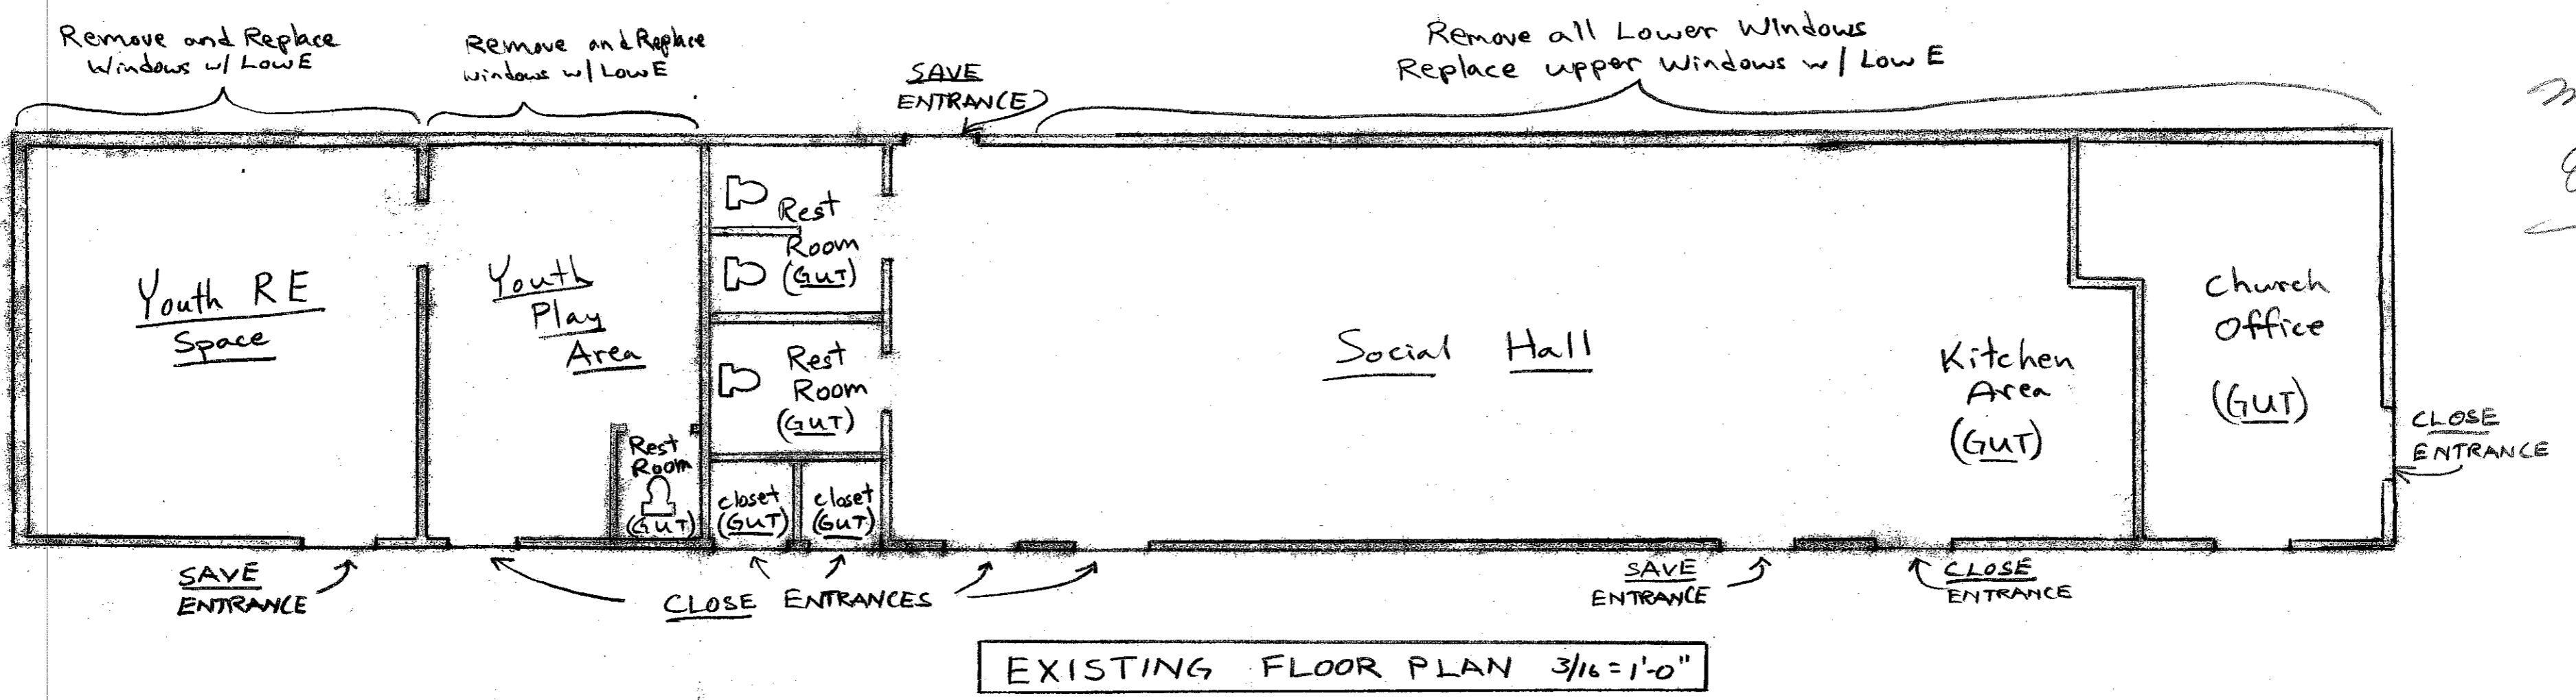 Remove and Replace
Windows w/ LowE
Remove and Replace
windows w/ LowE
SAVE
ENTRANCE
Remove all Lower Windows
Replace upper Windows w/ Low E
Youth RE
Space
Youth
Play
Area
Rest
Room
(GUT)
Rest
Room
(GUT)
Rest
Room
(GUT)
closet
(GUT)
closet
(GUT)
Social Hall
Kitchen
Area
(GUT)
Church
Office
(GUT)
CLOSE
ENTRANCE
SAVE
ENTRANCE
CLOSE ENTRANCES
SAVE
ENTRANCE
CLOSE
ENTRANCE
EXISTING FLOOR PLAN 3/16 = 1'-0"